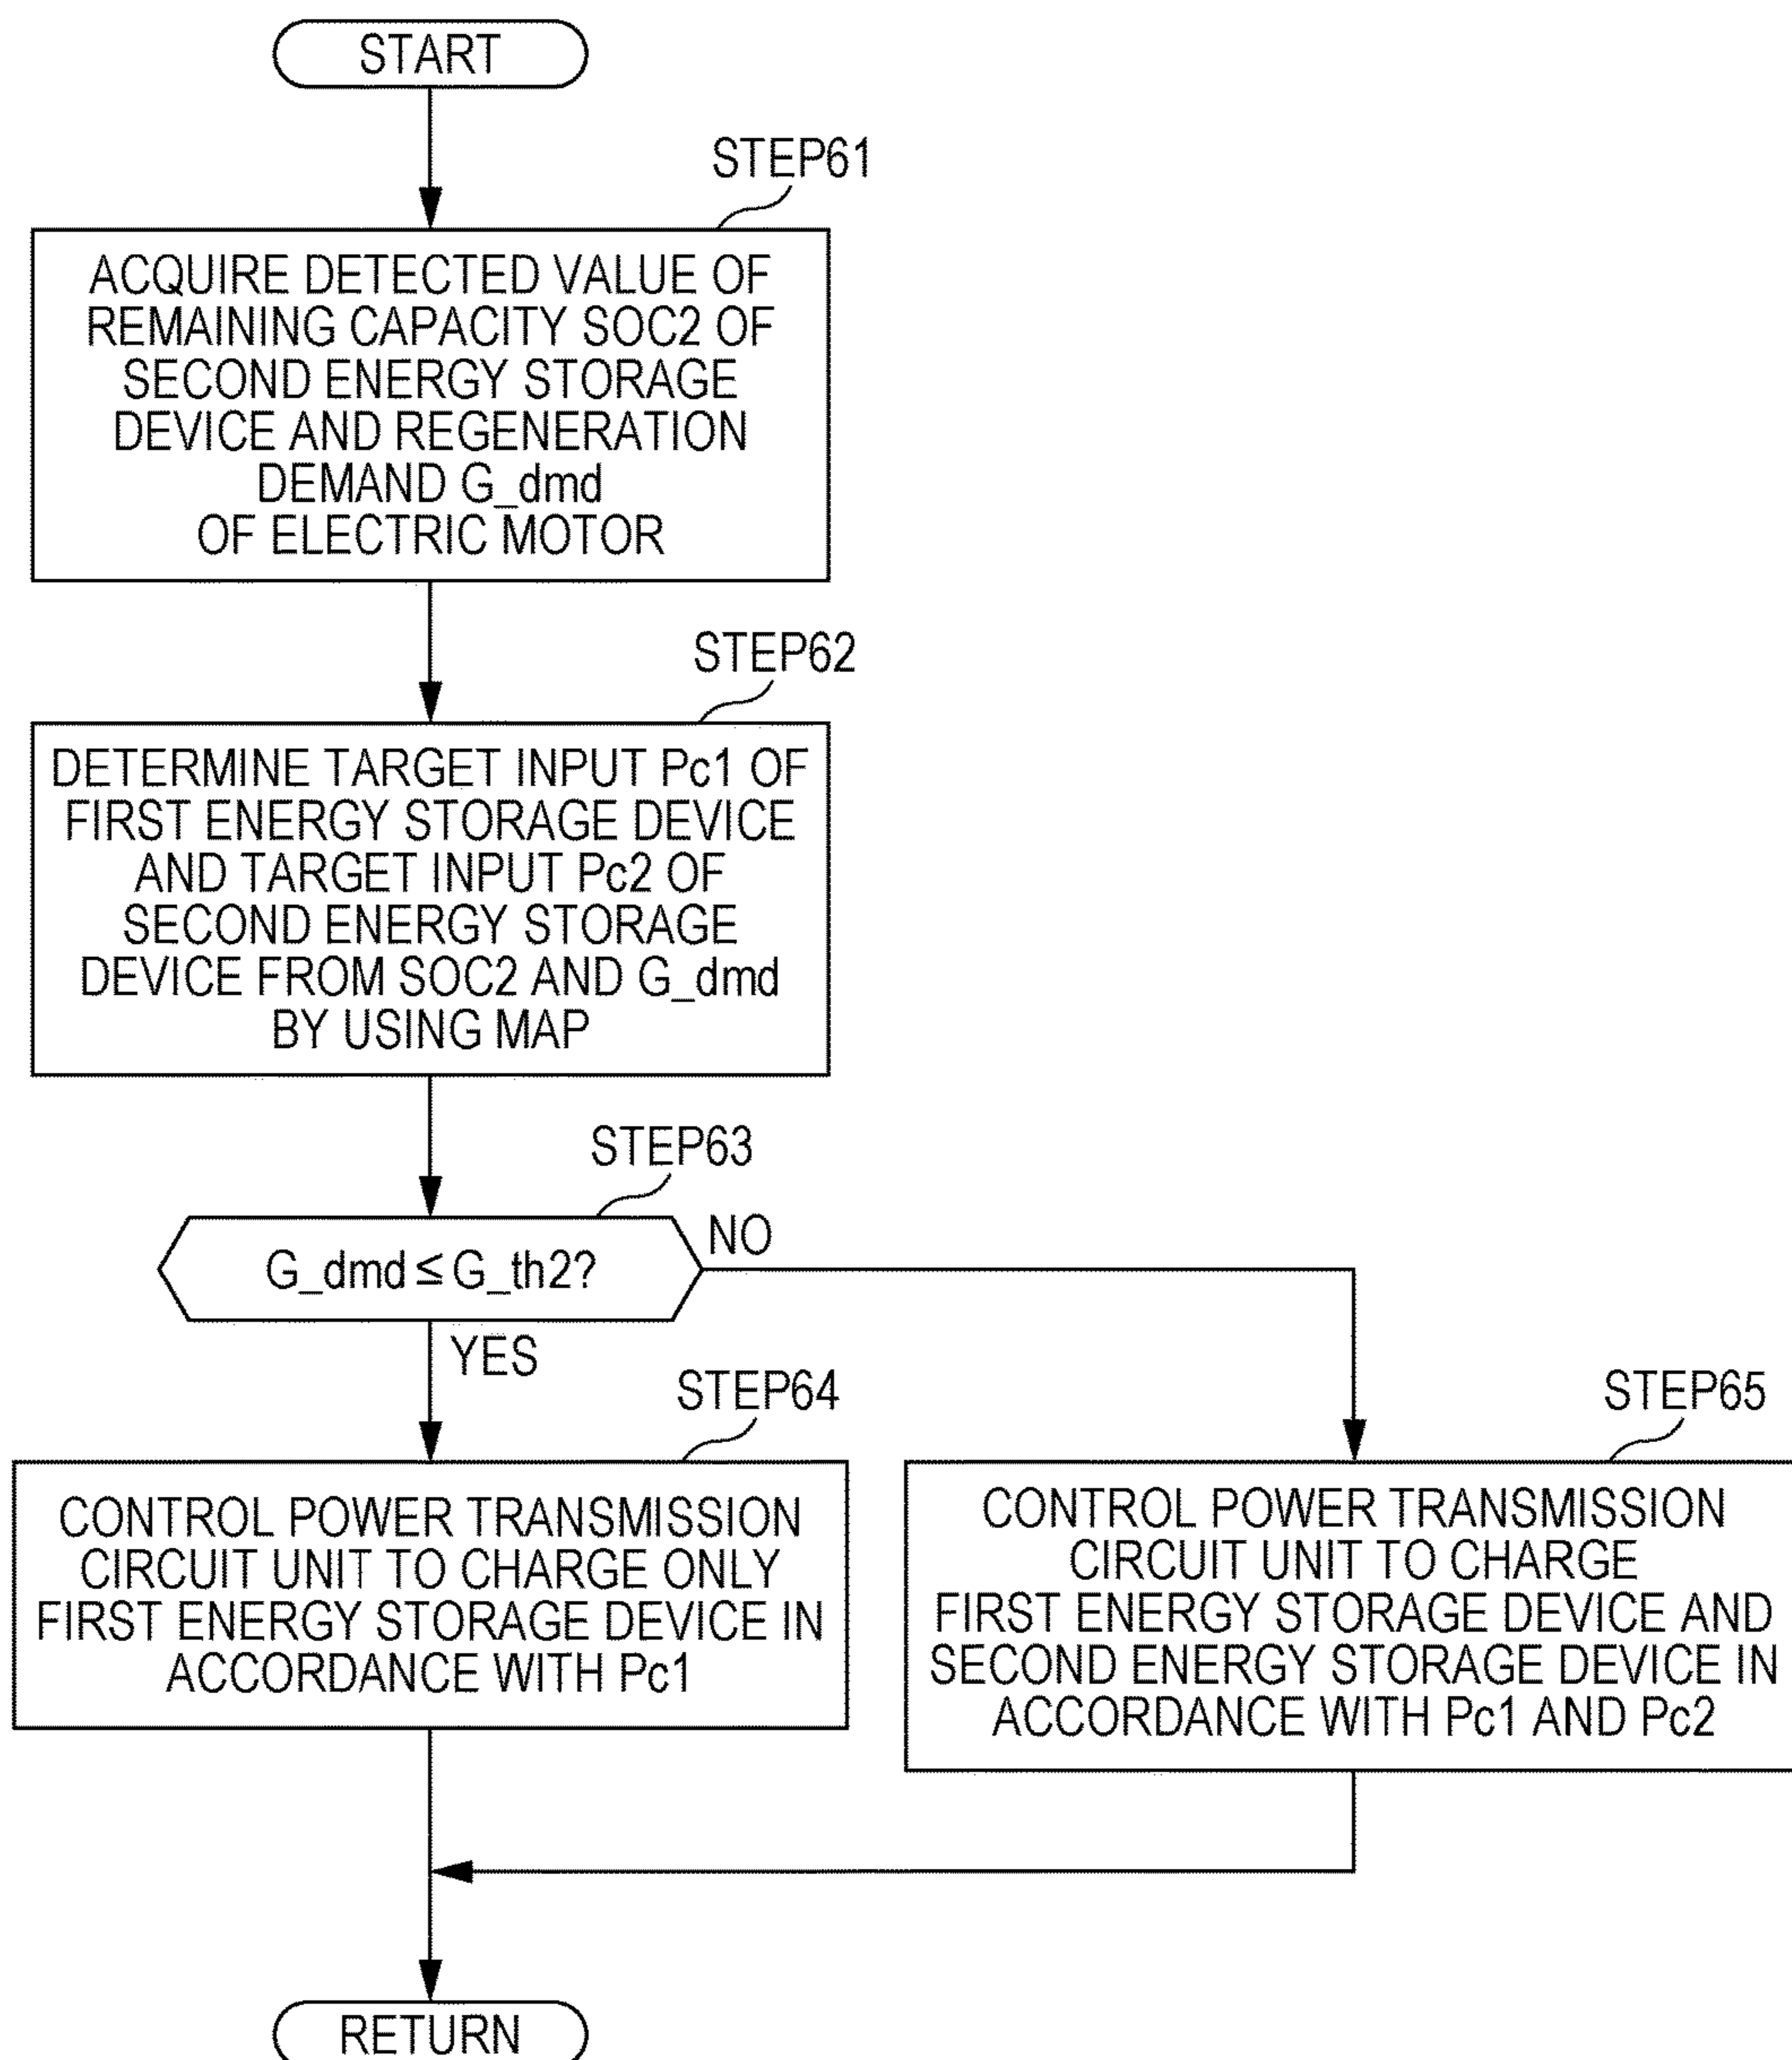 START
STEP61
ACQUIRE DETECTED VALUE OF
REMAINING CAPACITY SOC2 OF
SECOND ENERGY STORAGE
DEVICE AND REGENERATION
DEMAND G_dmd
OF ELECTRIC MOTOR
STEP62
DETERMINE TARGET INPUT Pc1 OF
FIRST ENERGY STORAGE DEVICE
AND TARGET INPUT Pc2 OF
SECOND ENERGY STORAGE
DEVICE FROM SOC2 AND G_dmd
BY USING MAP
STEP63
G_dmd ≤ G_th2?
NO
YES
STEP64
CONTROL POWER TRANSMISSION
CIRCUIT UNIT TO CHARGE ONLY
FIRST ENERGY STORAGE DEVICE IN
ACCORDANCE WITH Pc1
STEP65
CONTROL POWER TRANSMISSION
CIRCUIT UNIT TO CHARGE
FIRST ENERGY STORAGE DEVICE AND
SECOND ENERGY STORAGE DEVICE IN
ACCORDANCE WITH Pc1 AND Pc2
RETURN